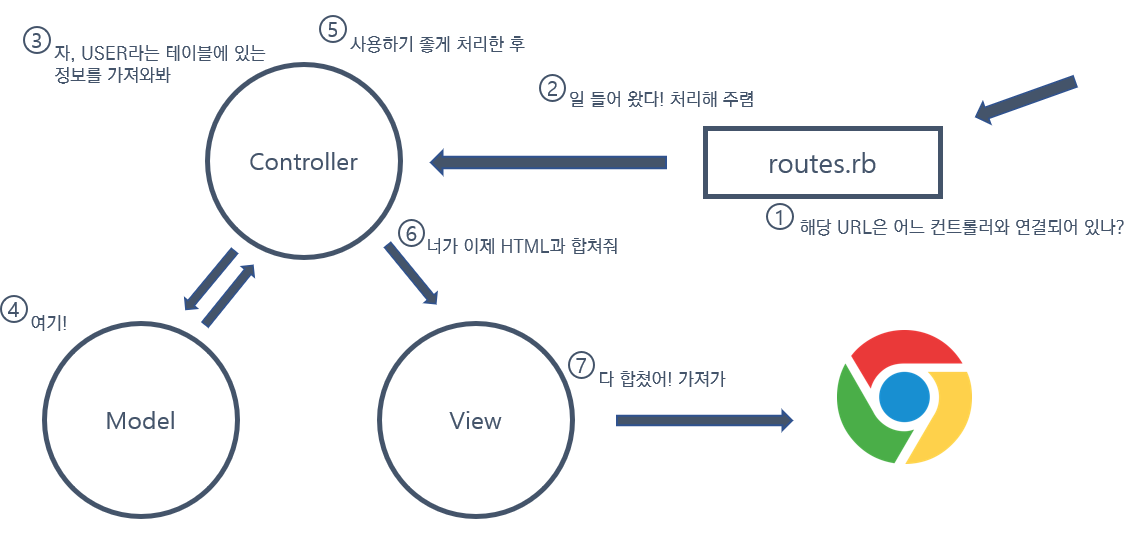 ③ 자, USER라는 테이블에 있는
정보를 가져와봐
⑤ 사용하기 좋게 처리한 후
② 일 들어 왔다! 처리해 주렴
Controller
routes.rb
① 해당 URL은 어느 컨트롤러와 연결되어 있나?
⑥ 너가 이제 HTML과 합쳐줘
④ 여기!
Model
View
⑦ 다 합쳤어! 가져가